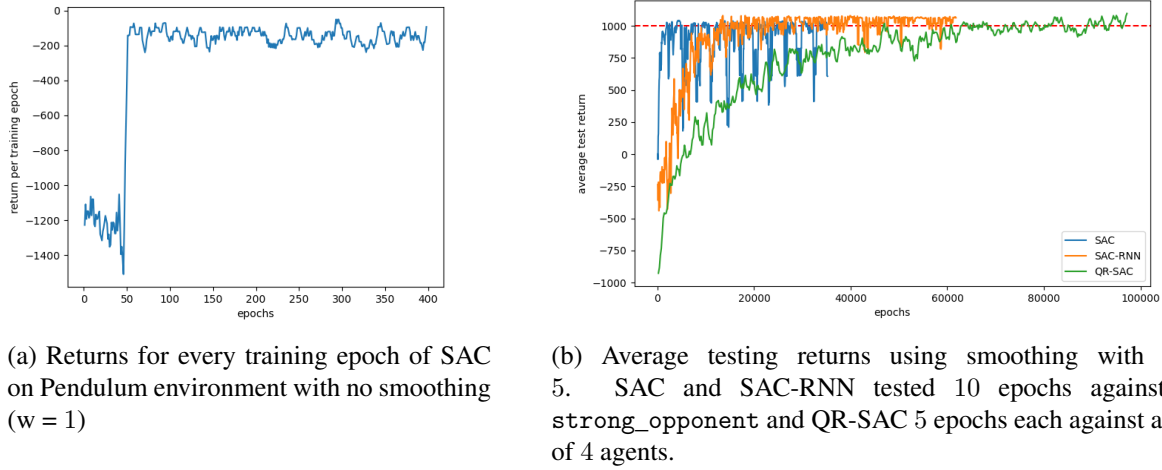 0
−200
−400
−600
−800
−1000
−1200
−1400
return per training epoch
0
50
100
150
200
250
300
350
400
epochs
1000
750
500
250
0
−250
−500
−750
−1000
average test return
0
20000
40000
60000
80000
100000
epochs
SAC
SAC-RNN
QR-SAC
(a) Returns for every training epoch of SAC
on Pendulum environment with no smoothing
(w = 1)
(b) Average testing returns using smoothing with
5. SAC and SAC-RNN tested 10 epochs against
strong_opponent and QR-SAC 5 epochs each against a
of 4 agents.